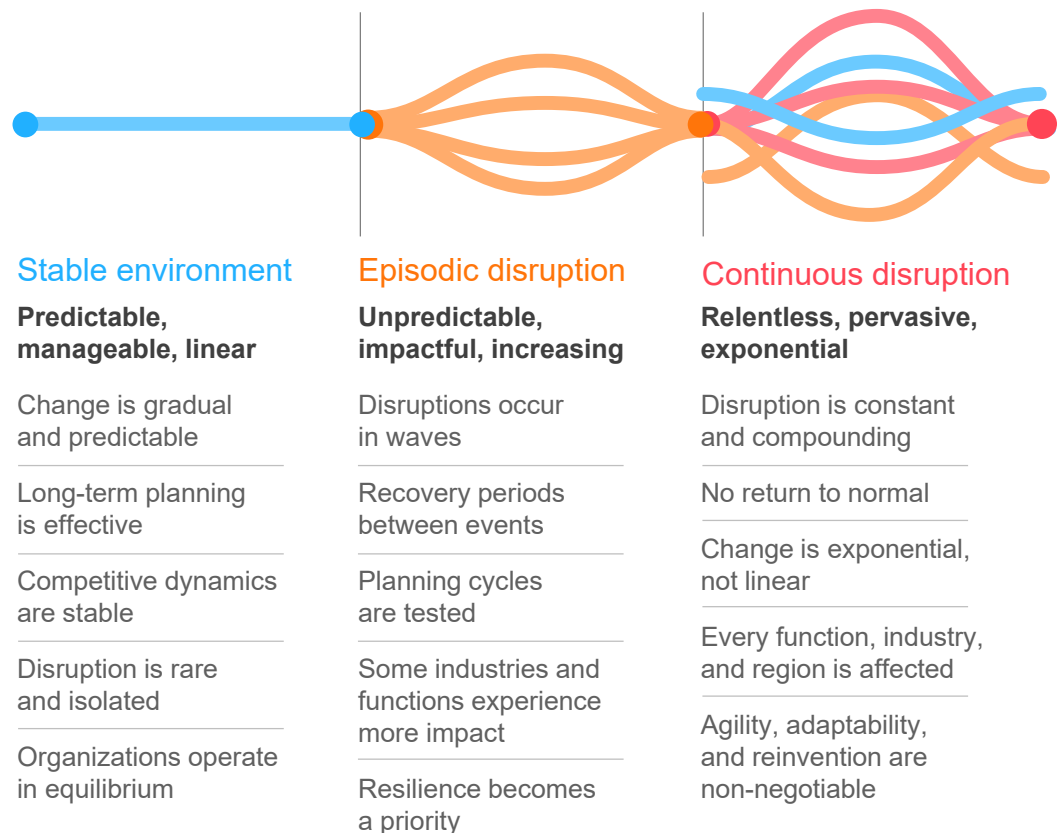 Stable environment
Predictable,
manageable, linear
Change is gradual
and predictable
Long-term planning
is effective
Competitive dynamics
are stable
Disruption is rare
and isolated
Organizations operate
in equilibrium
Episodic disruption
Unpredictable,
impactful, increasing
Disruptions occur
in waves
Recovery periods
between events
Planning cycles
are tested
Some industries and
functions experience
more impact
Resilience becomes
a priority
Continuous disruption
Relentless, pervasive,
exponential
Disruption is constant
and compounding
No return to normal
Change is exponential,
not linear
Every function, industry,
and region is affected
Agility, adaptability,
and reinvention are
non-negotiable